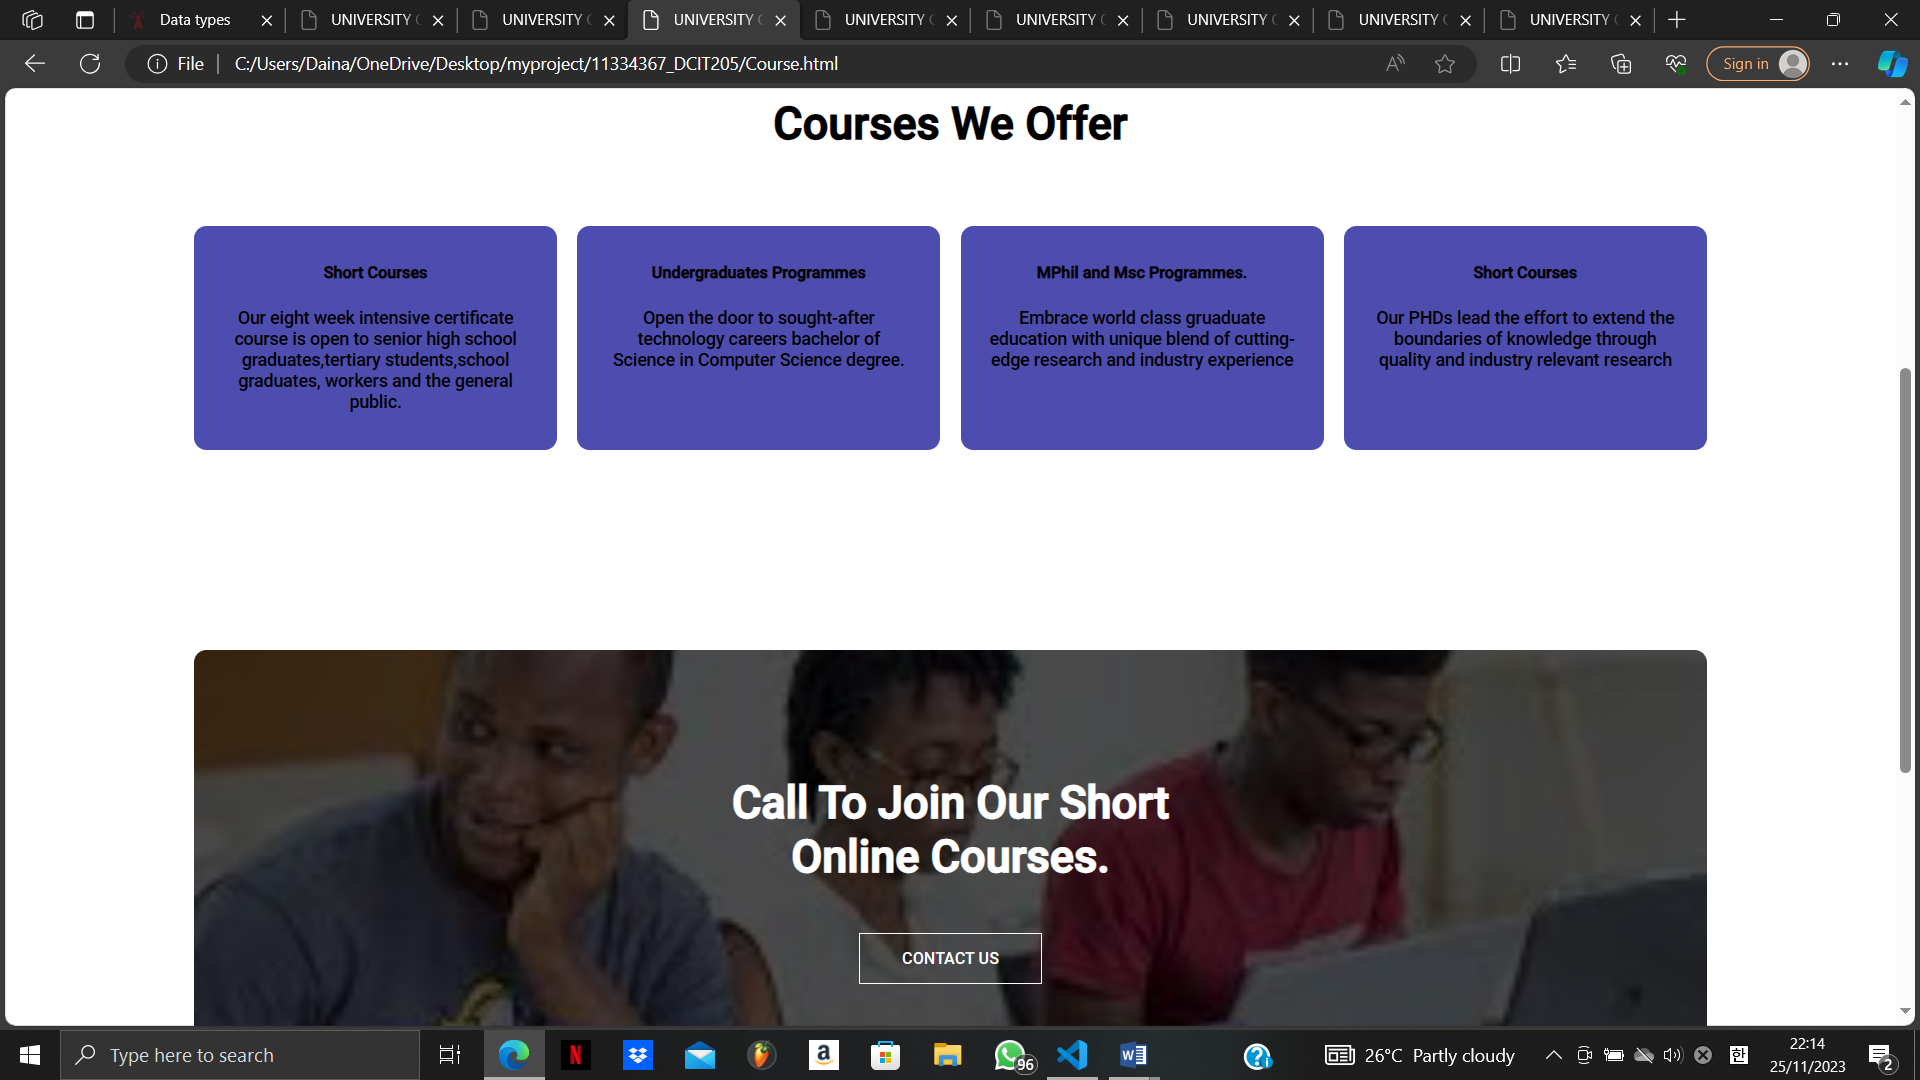 Data types
UNIVERSITY
UNIVERSITY
UNIVERSITY
UNIVERSITY
UNIVERSITY
UNIVERSITY
UNIVERSITY
UNIVERSITY
File
C:/Users/Daina/OneDrive/Desktop/myproject/11334367_DCIT205/Course.html
Sign in
Courses We Offer
Short Courses
Our eight week intensive certificate
course is open to senior high school
graduates,tertiary students,school
graduates, workers and the general
public.
Undergraduates Programmes
Open the door to sought-after
technology careers bachelor of
Science in Computer Science degree.
MPhil and Msc Programmes.
Embrace world class gruaduate
education with unique blend of cutting-
edge research and industry experience
Short Courses
Our PHDs lead the effort to extend the
boundaries of knowledge through
quality and industry relevant research
Call To Join Our Short
Online Courses.
CONTACT US
Type here to search
96
26°C Partly cloudy
한
22:14
25/11/2023
2